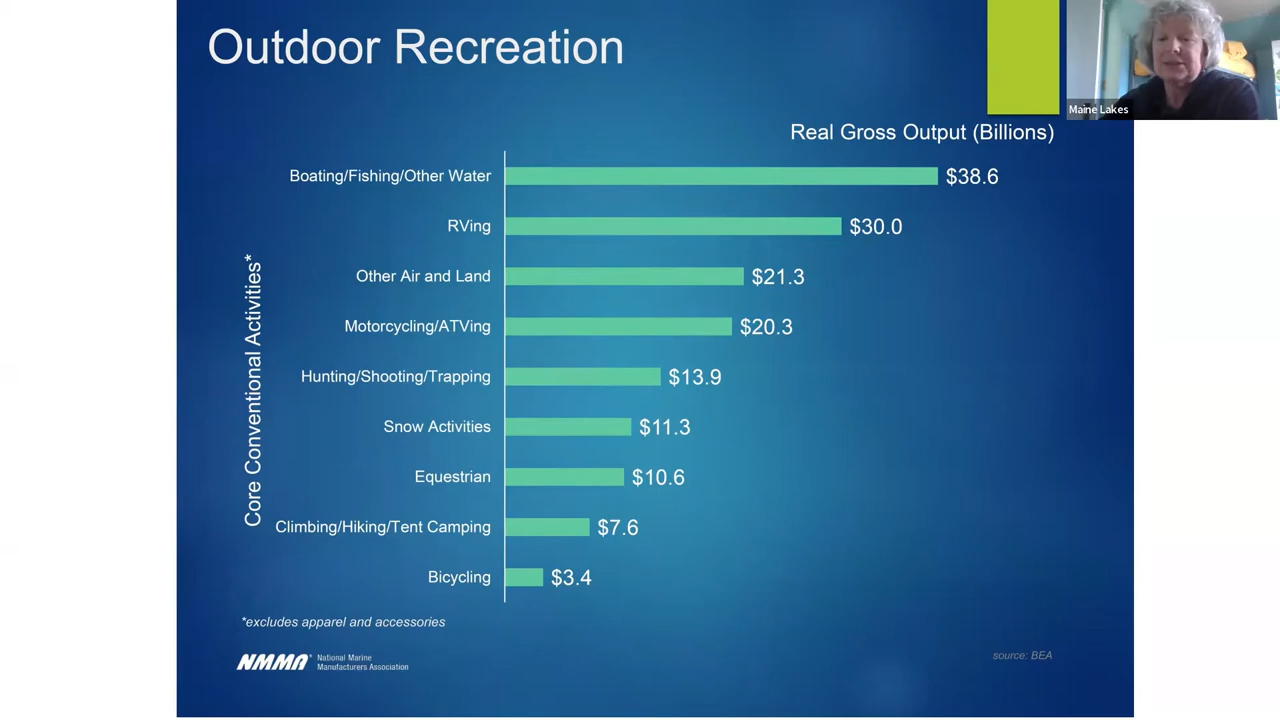 Outdoor Recreation
Maine Lakes
Real Gross Output (Billions)
Core Conventional Activities*
Boating/Fishing/Other Water $38.6
RVing $30.0
Other Air and Land $21.3
Motorcycling/ATVing $20.3
Hunting/Shooting/Trapping $13.9
Snow Activities $11.3
Equestrian $10.6
Climbing/Hiking/Tent Camping $7.6
Bicycling $3.4
*excludes apparel and accessories
NMMA®
National Marine
Manufacturers Association
source: BEA